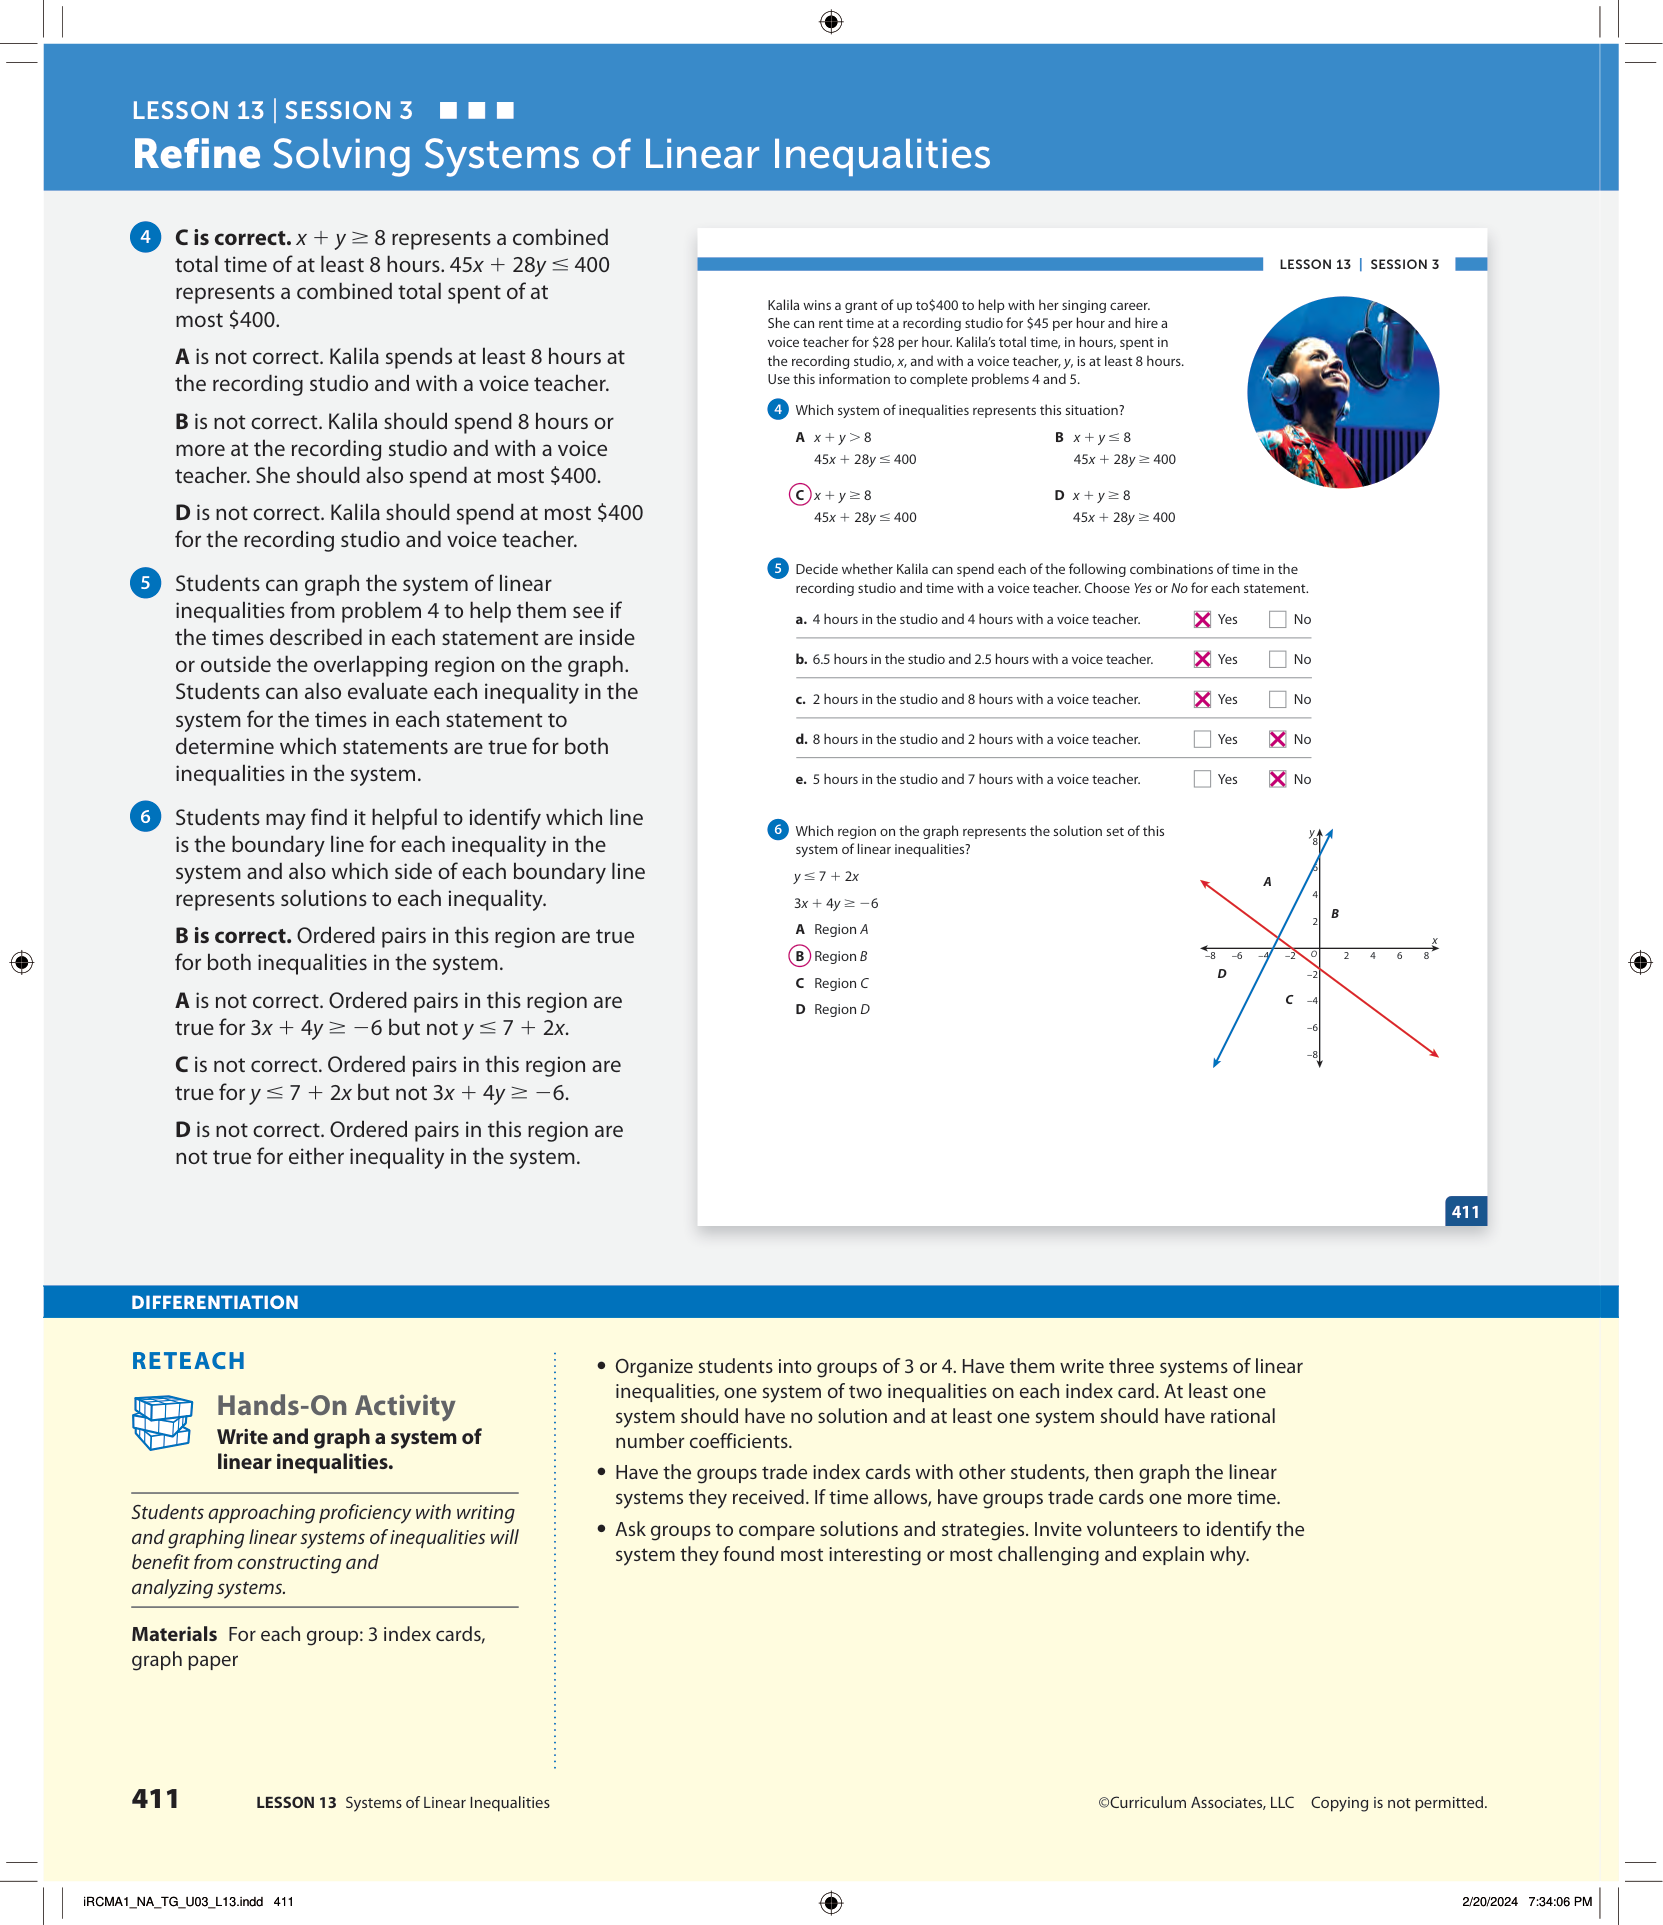 LESSON 13 | SESSION 3
Refine Solving Systems of Linear Inequalities
4 C is correct. x + y ≥ 8 represents a combined
total time of at least 8 hours. 45x + 28y ≤ 400
represents a combined total spent of at
most $400.
A is not correct. Kalila spends at least 8 hours at
the recording studio and with a voice teacher.
B is not correct. Kalila should spend 8 hours or
more at the recording studio and with a voice
teacher. She should also spend at most $400.
D is not correct. Kalila should spend at most $400
for the recording studio and voice teacher.
5 Students can graph the system of linear
inequalities from problem 4 to help them see if
the times described in each statement are inside
or outside the overlapping region on the graph.
Students can also evaluate each inequality in the
system for the times in each statement to
determine which statements are true for both
inequalities in the system.
6 Students may find it helpful to identify which line
is the boundary line for each inequality in the
system and also which side of each boundary line
represents solutions to each inequality.
B is correct. Ordered pairs in this region are true
for both inequalities in the system.
A is not correct. Ordered pairs in this region are
true for 3x + 4y ≥ −6 but not y ≤ 7 + 2x.
C is not correct. Ordered pairs in this region are
true for y ≤ 7 + 2x but not 3x + 4y ≥ −6.
D is not correct. Ordered pairs in this region are
not true for either inequality in the system.
LESSON 13 | SESSION 3
Kalila wins a grant of up to$400 to help with her singing career.
She can rent time at a recording studio for $45 per hour and hire a
voice teacher for $28 per hour. Kalila's total time, in hours, spent in
the recording studio, x, and with a voice teacher, y, is at least 8 hours.
Use this information to complete problems 4 and 5.
4 Which system of inequalities represents this situation?
A x + y > 8 B x + y ≤ 8
45x + 28y ≤ 400 45x + 28y ≥ 400
C x + y ≥ 8 D x + y ≥ 8
45x + 28y ≤ 400 45x + 28y ≥ 400
5 Decide whether Kalila can spend each of the following combinations of time in the
recording studio and time with a voice teacher. Choose Yes or No for each statement.
a. 4 hours in the studio and 4 hours with a voice teacher. Yes No
b. 6.5 hours in the studio and 2.5 hours with a voice teacher. Yes No
c. 2 hours in the studio and 8 hours with a voice teacher. Yes No
d. 8 hours in the studio and 2 hours with a voice teacher. Yes No
e. 5 hours in the studio and 7 hours with a voice teacher. Yes No
6 Which region on the graph represents the solution set of this
system of linear inequalities?
y ≤ 7 + 2x
3x + 4y ≥ −6
A Region A
B Region B
C Region C
D Region D
y
8
A
4
B
2
x
–8 –6 –4 –2 O 2 4 6 8
D
–2
C –4
–6
–8
411
DIFFERENTIATION
RETEACH
Hands-On Activity
Write and graph a system of
linear inequalities.
Students approaching proficiency with writing
and graphing linear systems of inequalities will
benefit from constructing and
analyzing systems.
Materials For each group: 3 index cards,
graph paper
• Organize students into groups of 3 or 4. Have them write three systems of linear
inequalities, one system of two inequalities on each index card. At least one
system should have no solution and at least one system should have rational
number coefficients.
• Have the groups trade index cards with other students, then graph the linear
systems they received. If time allows, have groups trade cards one more time.
• Ask groups to compare solutions and strategies. Invite volunteers to identify the
system they found most interesting or most challenging and explain why.
411 LESSON 13 Systems of Linear Inequalities ©Curriculum Associates, LLC Copying is not permitted.
iRCMA1_NA_TG_U03_L13.indd 411 2/20/2024 7:34:06 PM